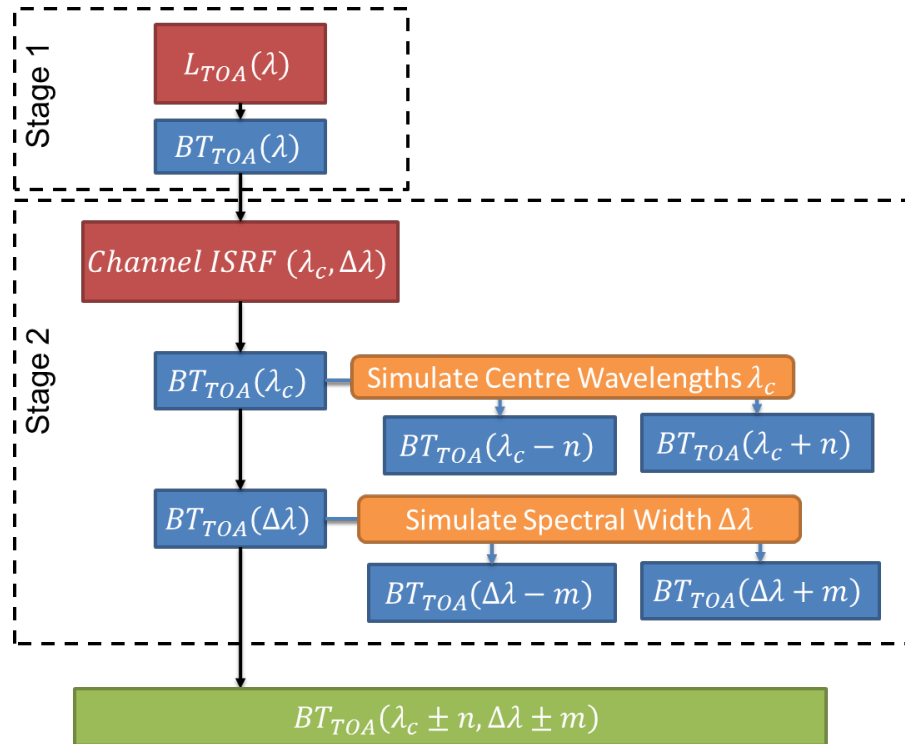 Stage 1
L_TOA(λ)
BT_TOA(λ)
Stage 2
Channel ISRF (λ_c, Δλ)
BT_TOA(λ_c)
Simulate Centre Wavelengths λ_c
BT_TOA(λ_c − n)
BT_TOA(λ_c + n)
BT_TOA(Δλ)
Simulate Spectral Width Δλ
BT_TOA(Δλ − m)
BT_TOA(Δλ + m)
BT_TOA(λ_c ± n, Δλ ± m)